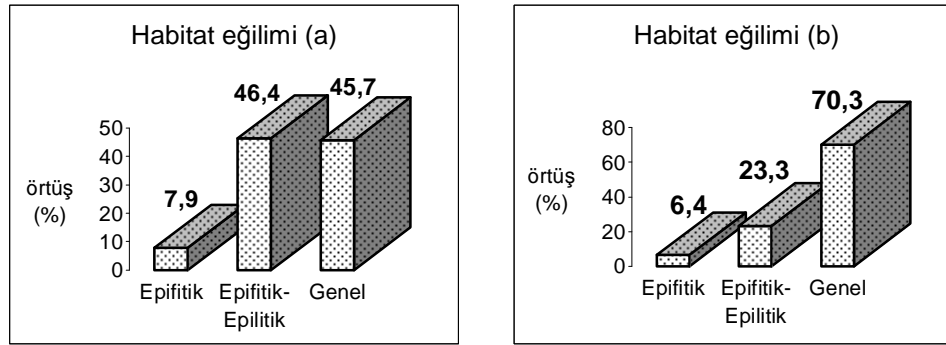 Habitat eğilimi (a)
7,9
46,4
45,7
50
40
30
20
10
0
örtüş
(%)
Epifitik
Epifitik-
Epilitik
Genel
Habitat eğilimi (b)
6,4
23,3
70,3
80
60
40
20
0
örtüş
(%)
Epifitik
Epifitik-
Epilitik
Genel